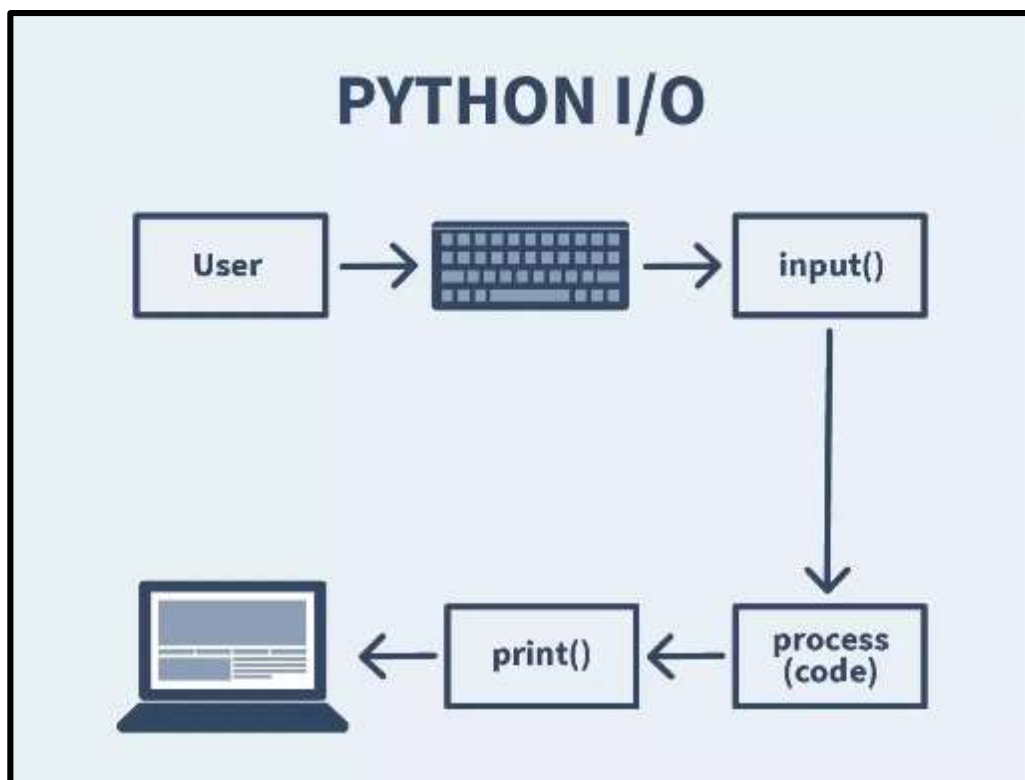 PYTHON I/O
User
input()
process
(code)
print()